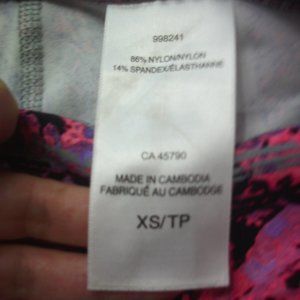 998241
86% NYLON/NYLON
14% SPANDEX/ÉLASTHANNE
CA 45790
MADE IN CAMBODIA
FABRIQUÉ AU CAMBODGE
XS/TP